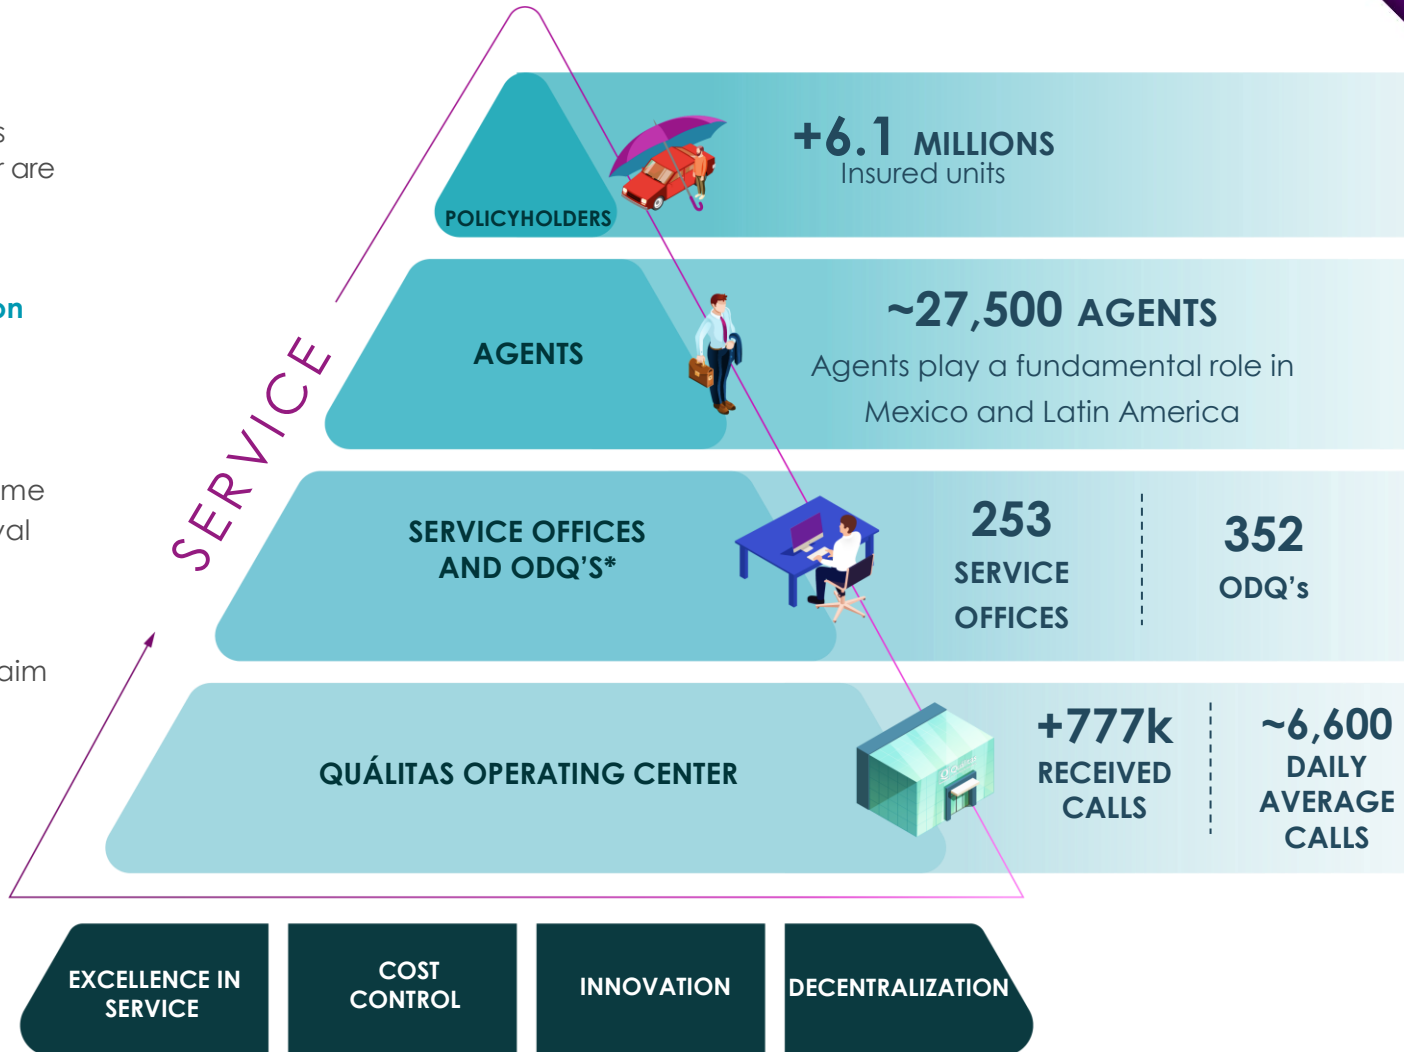 are
on
SERVICE
+6.1 MILLIONS
Insured units
POLICYHOLDERS
~27,500 AGENTS
AGENTS
Agents play a fundamental role in
Mexico and Latin America
SERVICE OFFICES
AND ODQ'S*
253
SERVICE
OFFICES
352
ODQ's
QUÁLITAS OPERATING CENTER
+777k
RECEIVED
CALLS
~6,600
DAILY
AVERAGE
CALLS
EXCELLENCE IN
SERVICE
COST
CONTROL
INNOVATION
DECENTRALIZATION